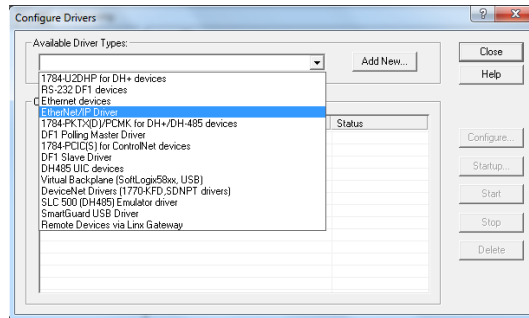 Configure Drivers
Available Driver Types:
Add New...
Close
Help
1784-U2DHP for DH+ devices
RS-232 DF1 devices
Ethernet devices
EtherNet/IP Driver
1784-PKTX(D)/PCMK for DH+/DH-485 devices
DF1 Polling Master Driver
1784-PCIC(S) for ControlNet devices
DF1 Slave Driver
DH485 UIC devices
Virtual Backplane (SoftLogix58xx, USB)
DeviceNet Drivers (1770-KFD,SDNPT drivers)
SLC 500 (DH485) Emulator driver
SmartGuard USB Driver
Remote Devices via Linx Gateway
Status
Configure...
Startup...
Start
Stop
Delete